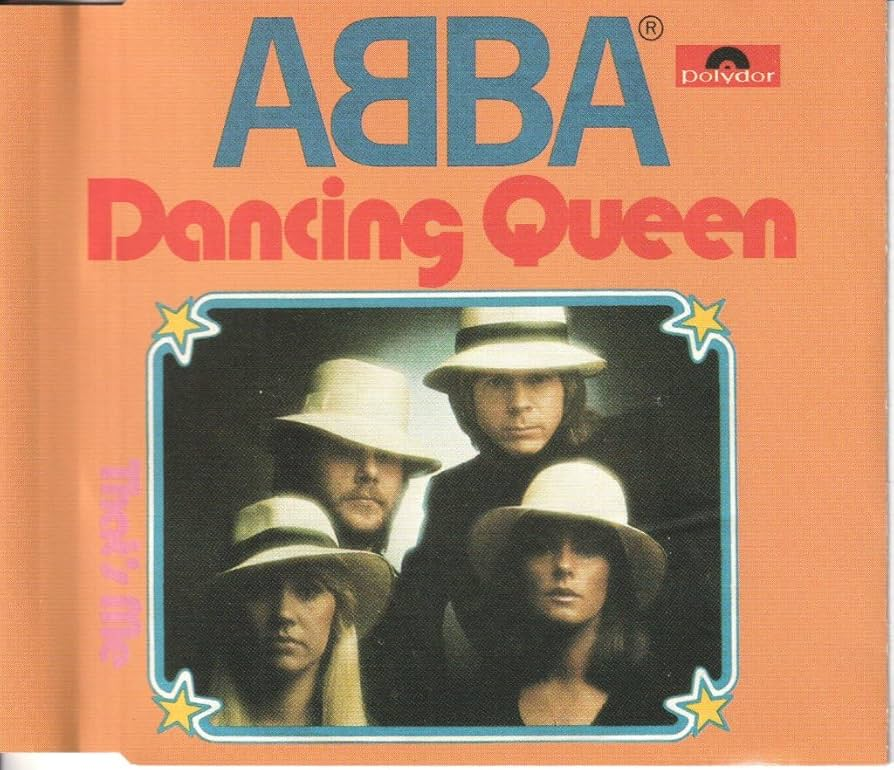 ABBA®
polydor
Dancing Queen
That's Me